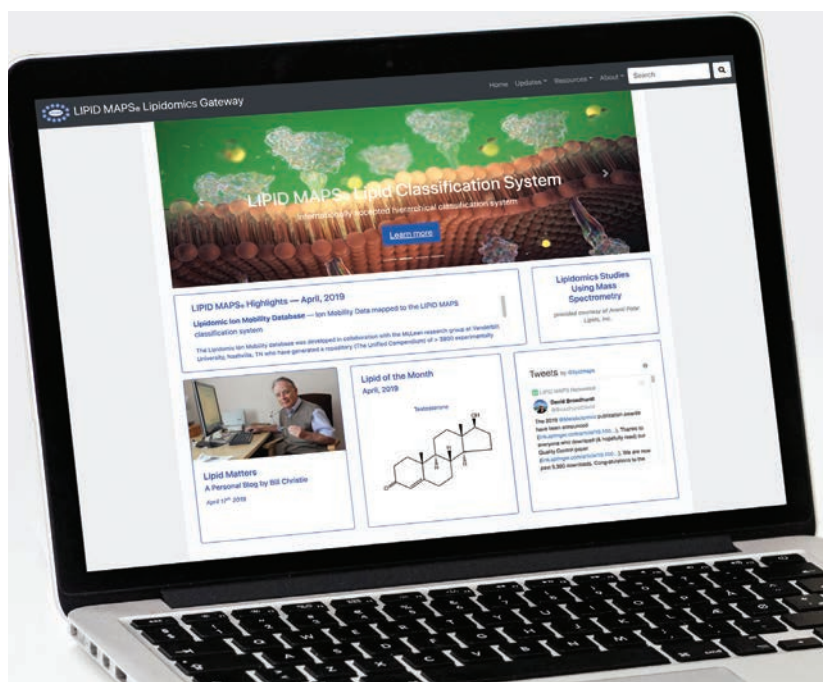 LIPID MAPS® Lipidomics Gateway
Home Updates Resources About Search
LIPID MAPS® Lipid Classification System
Internationally accepted hierarchical classification system
Learn more
LIPID MAPS® Highlights — April, 2019
Lipidomic Ion Mobility Database — Ion Mobility Data mapped to the LIPID MAPS
classification system
The Lipidomic Ion Mobility database was developed in collaboration with the McLean research group at Vanderbilt
University, Nashville, TN who have generated a repository (The Unified Compendium) of > 3800 experimentally
Lipidomics Studies
Using Mass
Spectrometry
provided courtesy of Avanti Polar
Lipids, Inc.
Lipid Matters
A Personal Blog by Bill Christie
April 17th 2019
Lipid of the Month
April, 2019
Testosterone
OH
H
H
H
O
Tweets by @lipidmaps
LIPID MAPS Retweeted
David Broadhurst
The 2019 publication awards
have been announced
Thanks to
everyone who download (& hopefully read) our
Quality Control paper
We are now
past 9,000 downloads. Congratulations to the